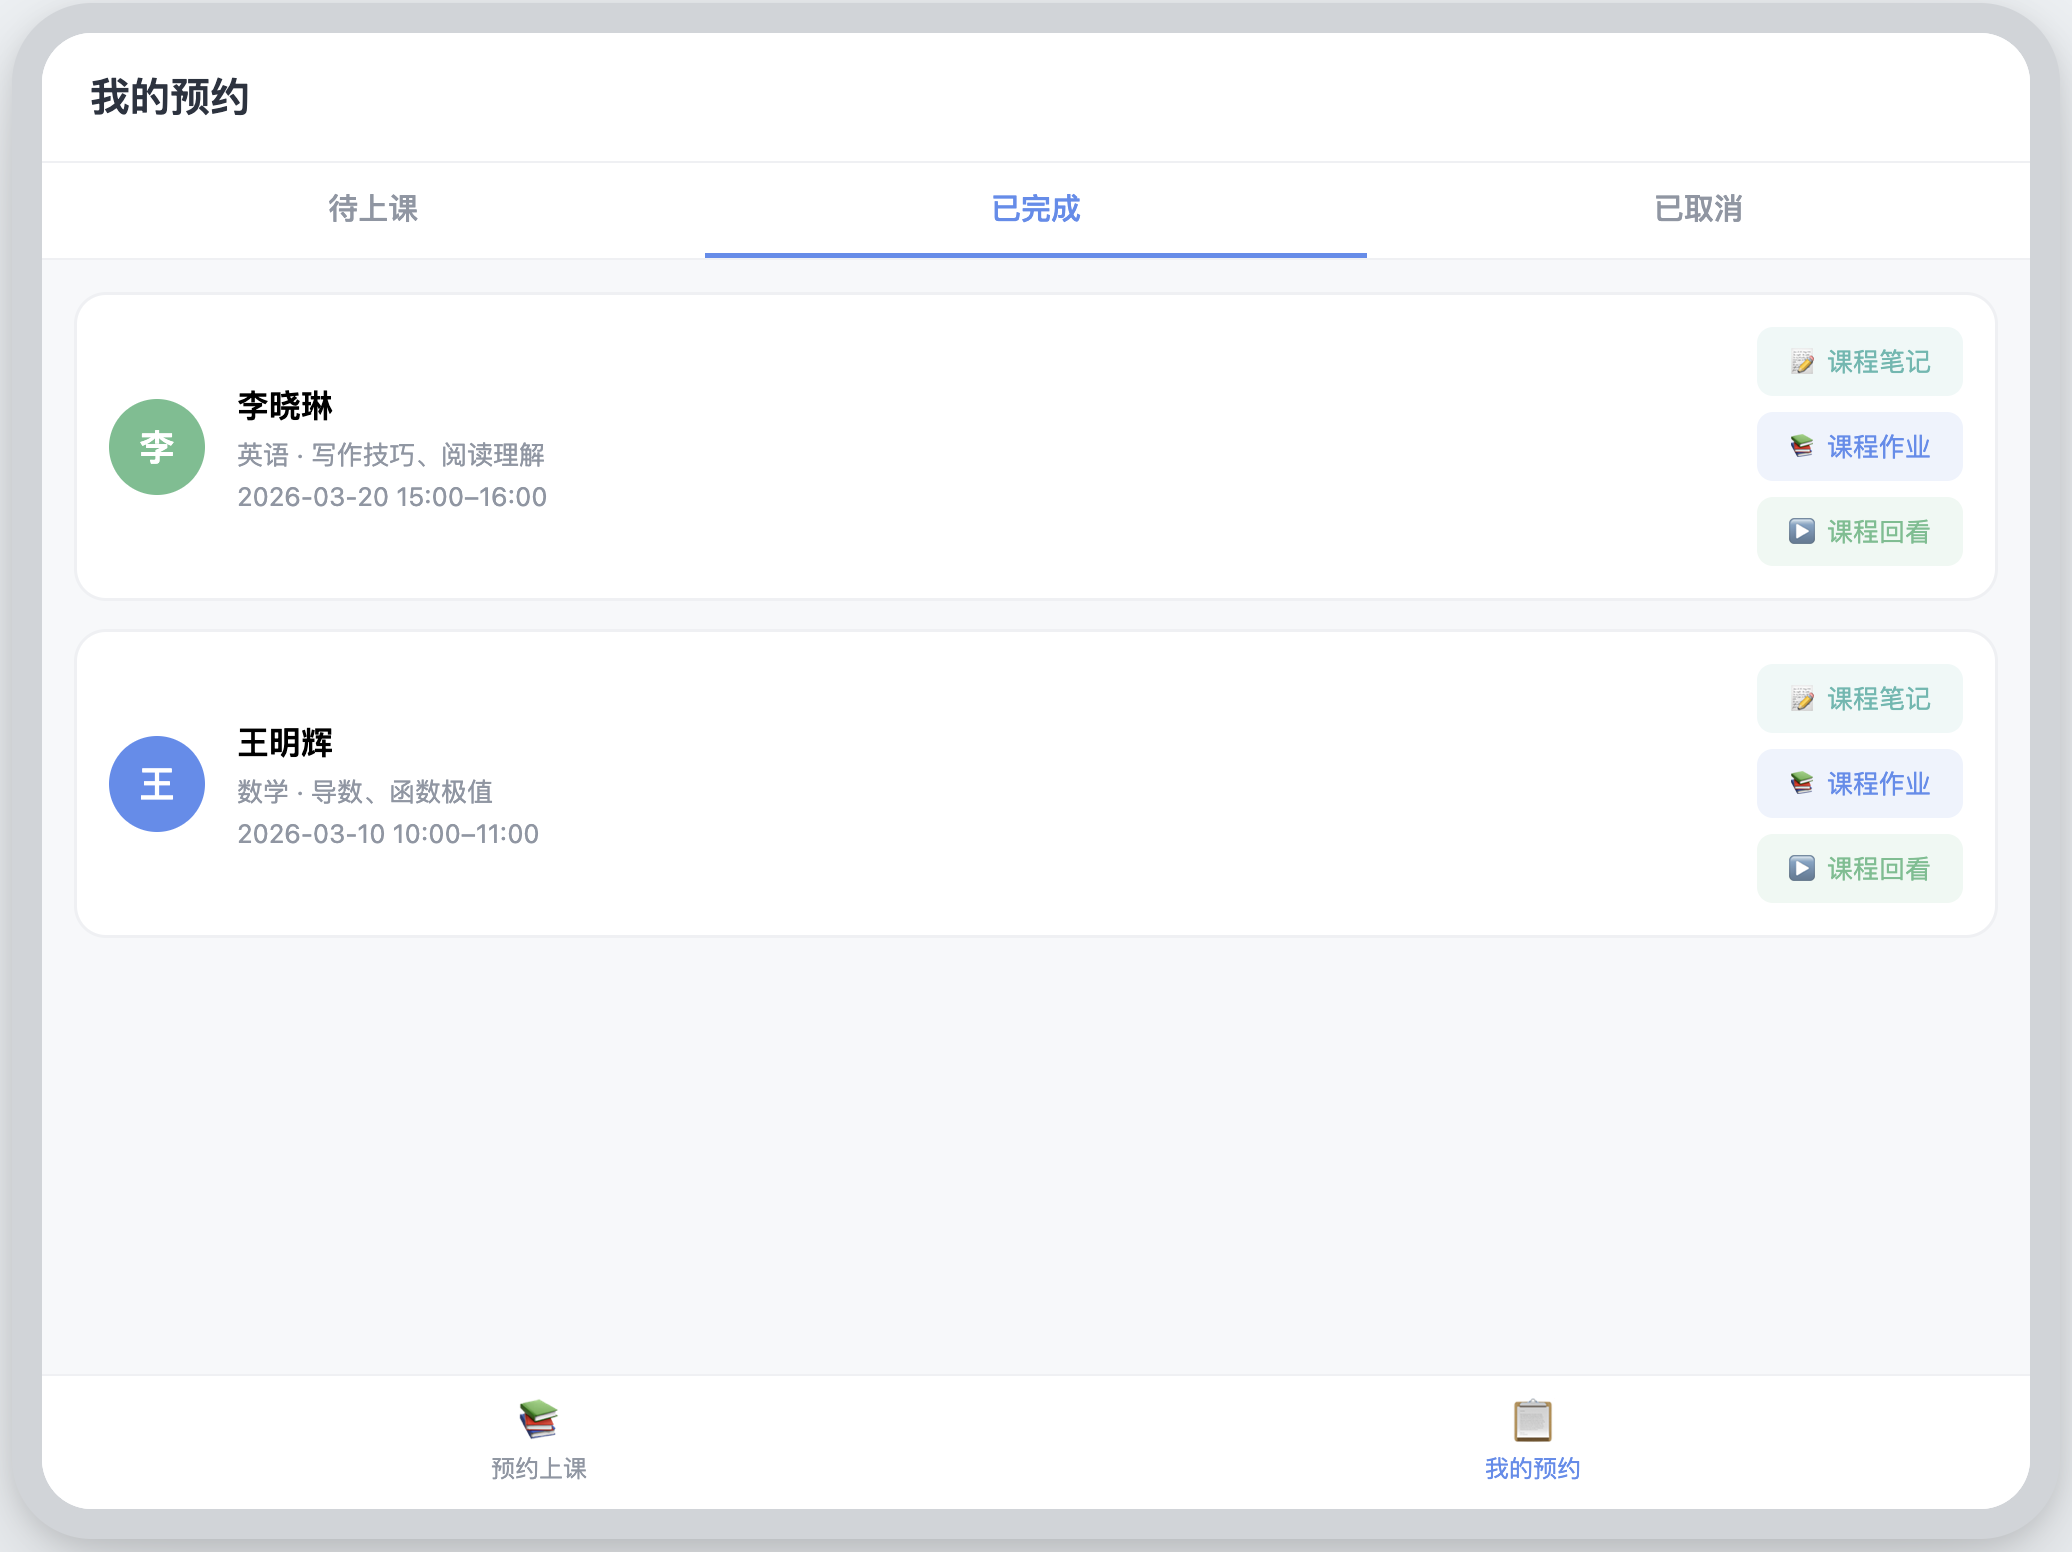 我的预约
待上课
已完成
已取消
李
李晓琳
英语 · 写作技巧、阅读理解
2026-03-20 15:00–16:00
课程笔记
课程作业
课程回看
王
王明辉
数学 · 导数、函数极值
2026-03-10 10:00–11:00
课程笔记
课程作业
课程回看
预约上课
我的预约